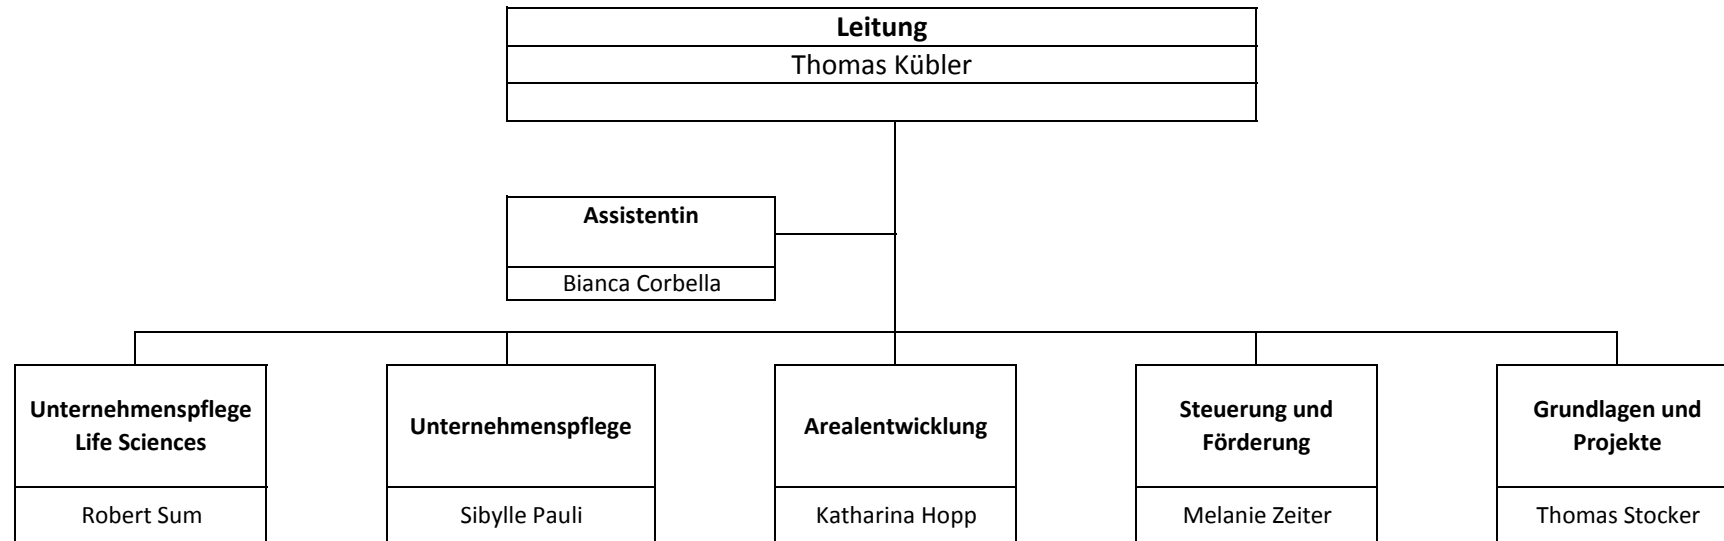 Leitung
Thomas Kübler
Assistentin
Bianca Corbella
Unternehmenspflege
Life Sciences
Robert Sum
Unternehmenspflege
Sibylle Pauli
Arealentwicklung
Katharina Hopp
Steuerung und
Förderung
Melanie Zeiter
Grundlagen und
Projekte
Thomas Stocker